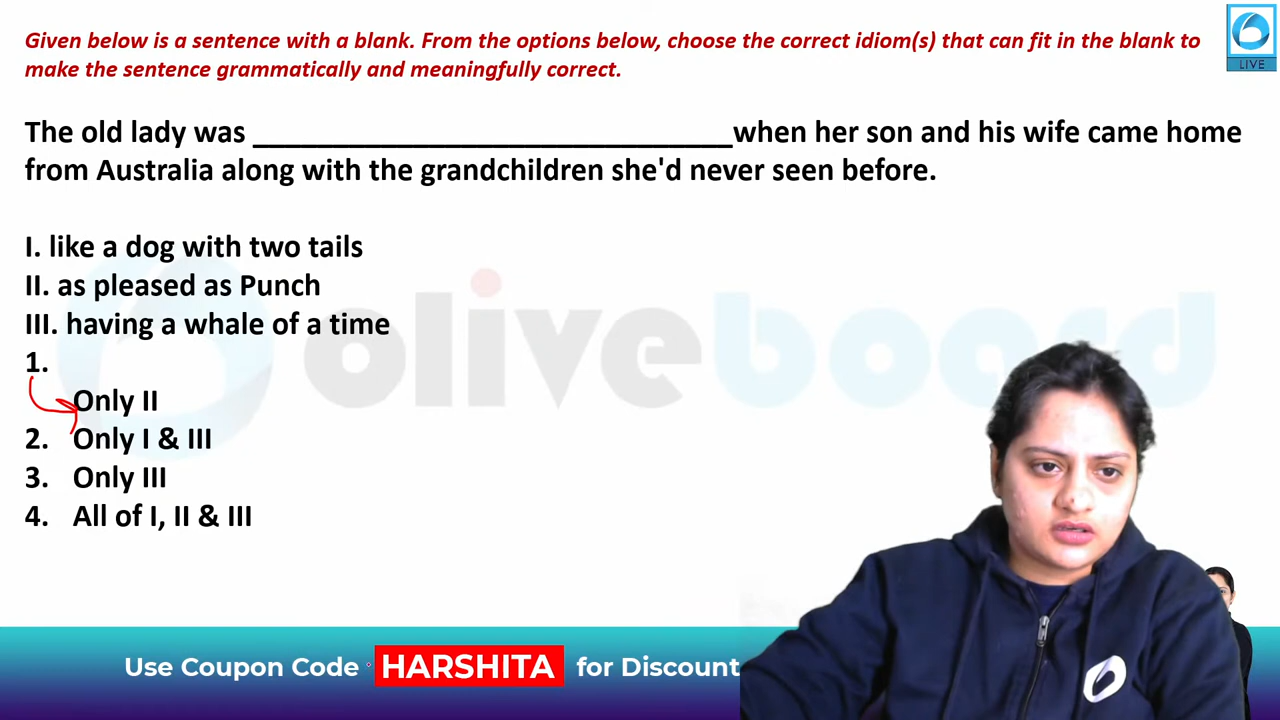 Given below is a sentence with a blank. From the options below, choose the correct idiom(s) that can fit in the blank to
make the sentence grammatically and meaningfully correct.
LIVE
The old lady was ________________________________when her son and his wife came home
from Australia along with the grandchildren she'd never seen before.
I. like a dog with two tails
II. as pleased as Punch
III. having a whale of a time
oliveboard
1.
Only II
2. Only I & III
3. Only III
4. All of I, II & III
Use Coupon Code HARSHITA for Discount